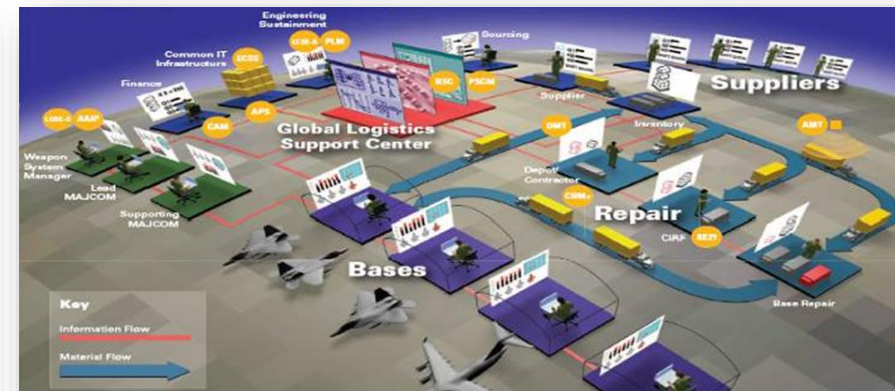 Engineering
Sustainment
Sourcing
PLM
Common IT
Infrastructure
ECSS
Finance
Suppliers
PSCM
Supplier
CAM
APS
Global Logistics
Support Center
Inventory
Weapon
System
Manager
Lead
MAJCOM
Supporting
MAJCOM
Depot/
Contractor
Repair
CIRF
Bases
Base Repair
Key
Information Flow
Material Flow